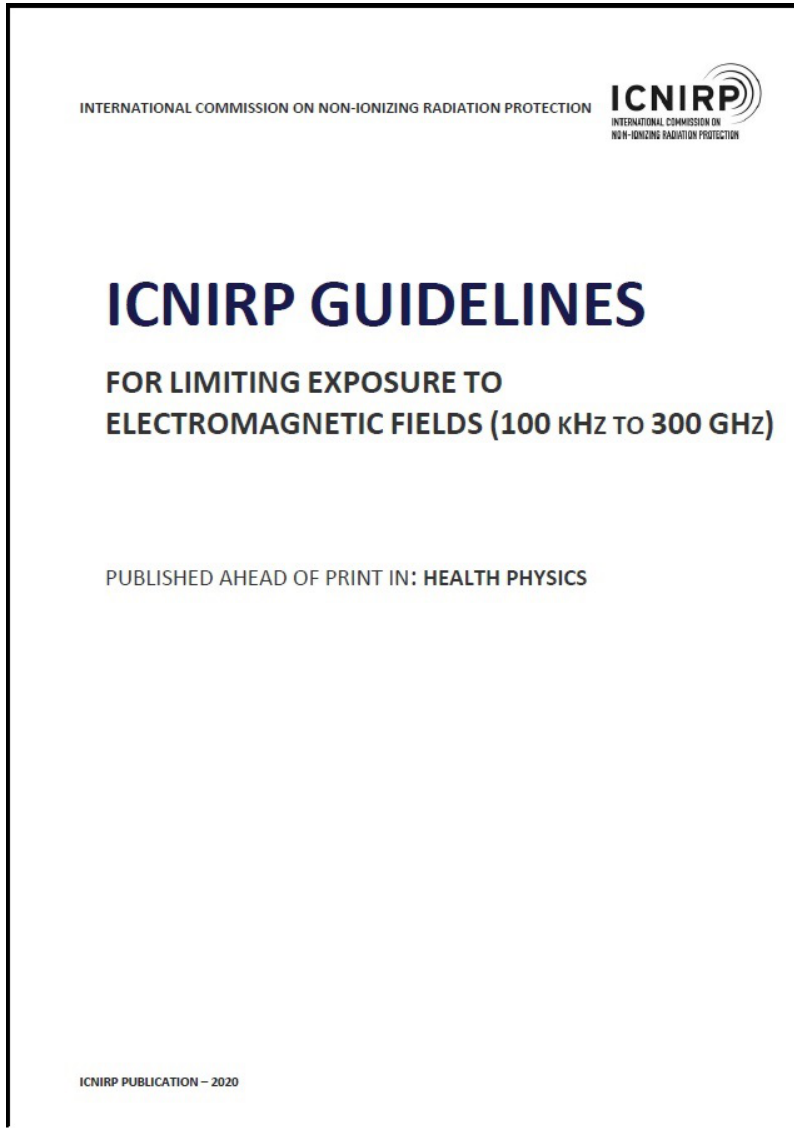 INTERNATIONAL COMMISSION ON NON-IONIZING RADIATION PROTECTION
ICNIRP
INTERNATIONAL COMMISSION ON
NON-IONIZING RADIATION PROTECTION
ICNIRP GUIDELINES
FOR LIMITING EXPOSURE TO
ELECTROMAGNETIC FIELDS (100 KHZ TO 300 GHZ)
PUBLISHED AHEAD OF PRINT IN: HEALTH PHYSICS
ICNIRP PUBLICATION – 2020